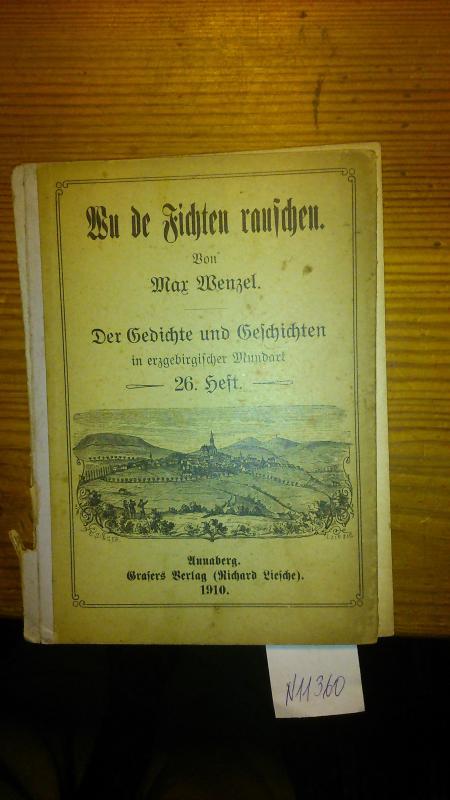 Wu de Fichten rauschen.
Von
Max Wenzel.
Der Gedichte und Geschichten
in erzgebirgischer Mundart
26. Heft.
Annaberg.
Grasers Verlag (Richard Liesche).
1910.
N11360